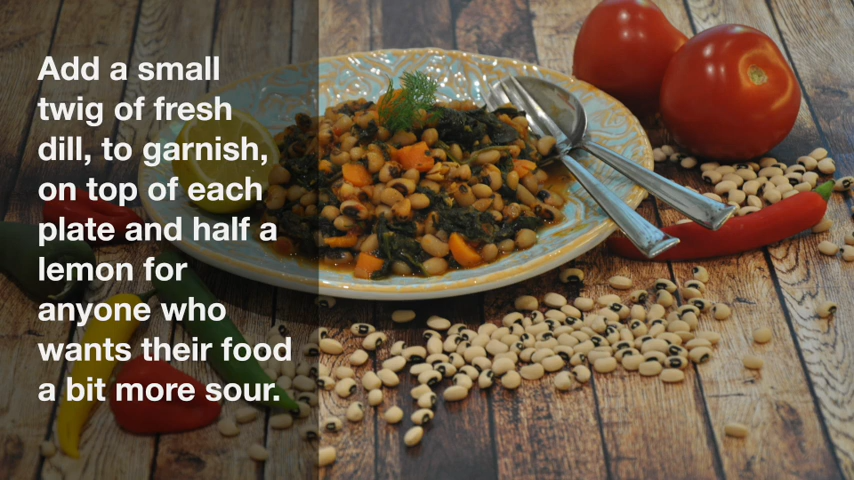 Add a small
twig of fresh
dill, to garnish,
on top of each
plate and half a
lemon for
anyone who
wants their food
a bit more sour.